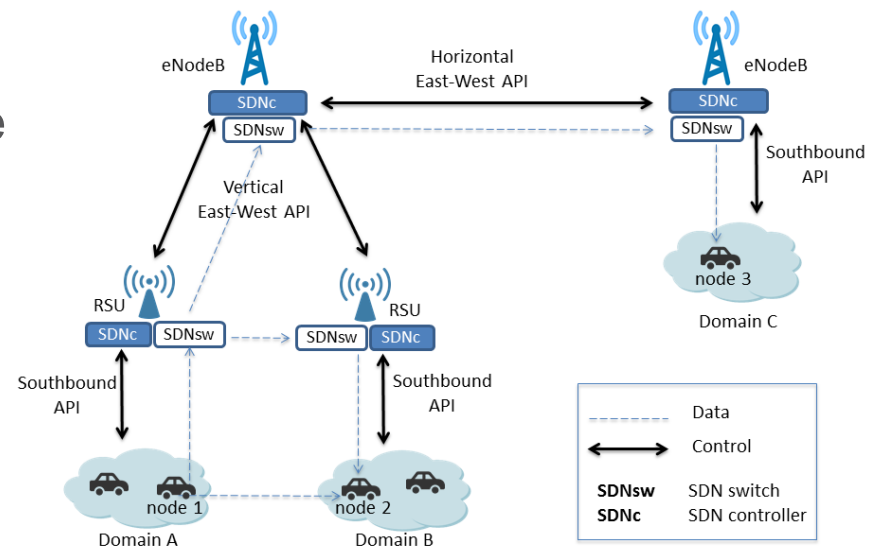 eNodeB
Horizontal
East-West API
eNodeB
SDNc
SDNc
SDNsw
SDNsw
Southbound
API
Vertical
East-West API
node 3
Domain C
RSU
RSU
SDNc
SDNsw
SDNsw
SDNc
Southbound
API
Southbound
API
node 1
node 2
Domain A
Domain B
Data
Control
SDNsw SDN switch
SDNc SDN controller
e